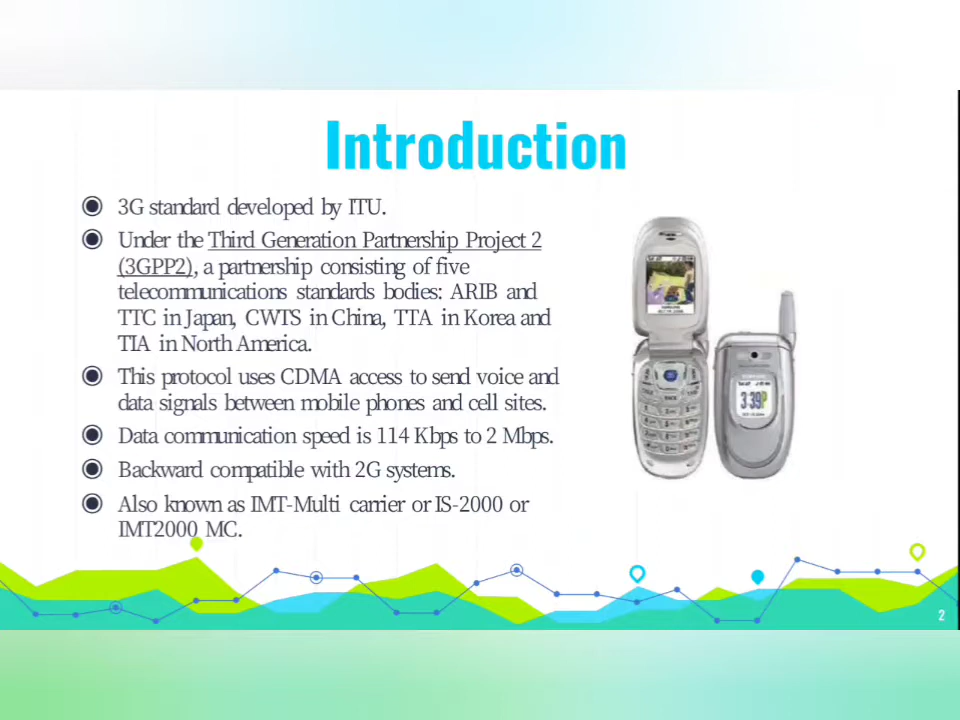 Introduction
3G standard developed by ITU.
Under the Third Generation Partnership Project 2
(3GPP2), a partnership consisting of five
telecommunications standards bodies: ARIB and
TTC in Japan, CWTS in China, TTA in Korea and
TIA in North America.
This protocol uses CDMA access to send voice and
data signals between mobile phones and cell sites.
Data communication speed is 114 Kbps to 2 Mbps.
Backward compatible with 2G systems.
Also known as IMT-Multi carrier or IS-2000 or
IMT2000 MC.
3:39P
2